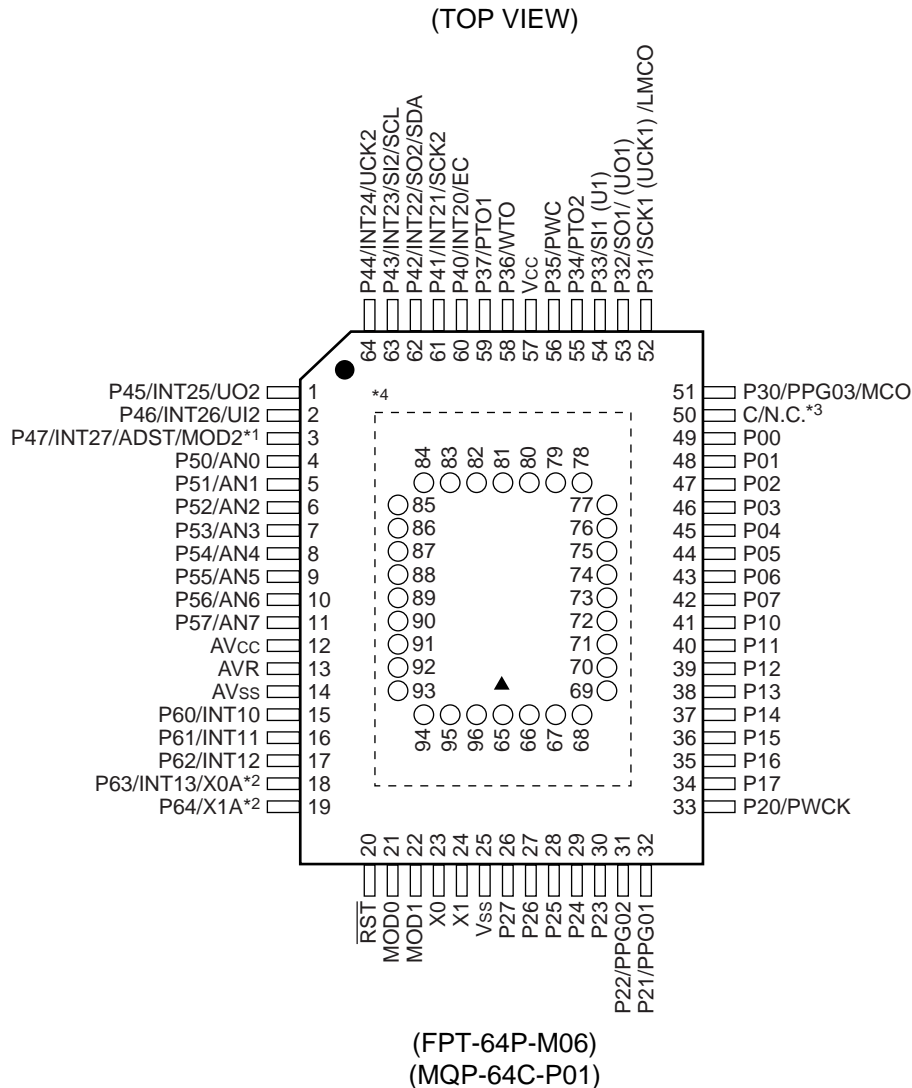 (TOP VIEW)
P44/INT24/UCK2
P43/INT23/SI2/SCL
P42/INT22/SO2/SDA
P41/INT21/SCK2
P40/INT20/EC
P37/PTO1
P36/WTO
VCC
P35/PWC
P34/PTO2
P33/SI1 (U1)
P32/SO1/ (UO1)
P31/SCK1 (UCK1) /LMCO
64
63
62
61
60
59
58
57
56
55
54
53
52
P45/INT25/UO2 1
P46/INT26/UI2 2
P47/INT27/ADST/MOD2*1 3
P50/AN0 4
P51/AN1 5
P52/AN2 6
P53/AN3 7
P54/AN4 8
P55/AN5 9
P56/AN6 10
P57/AN7 11
AVCC 12
AVR 13
AVSS 14
P60/INT10 15
P61/INT11 16
P62/INT12 17
P63/INT13/X0A*2 18
P64/X1A*2 19
*4
84
83
82
81
80
79
78
85
86
87
88
89
90
91
92
93
77
76
75
74
73
72
71
70
69
94
95
96
65
66
67
68
51 P30/PPG03/MCO
50 C/N.C.*3
49 P00
48 P01
47 P02
46 P03
45 P04
44 P05
43 P06
42 P07
41 P10
40 P11
39 P12
38 P13
37 P14
36 P15
35 P16
34 P17
33 P20/PWCK
20
21
22
23
24
25
26
27
28
29
30
31
32
RST
MOD0
MOD1
X0
X1
VSS
P27
P26
P25
P24
P23
P22/PPG02
P21/PPG01
(FPT-64P-M06)
(MQP-64C-P01)